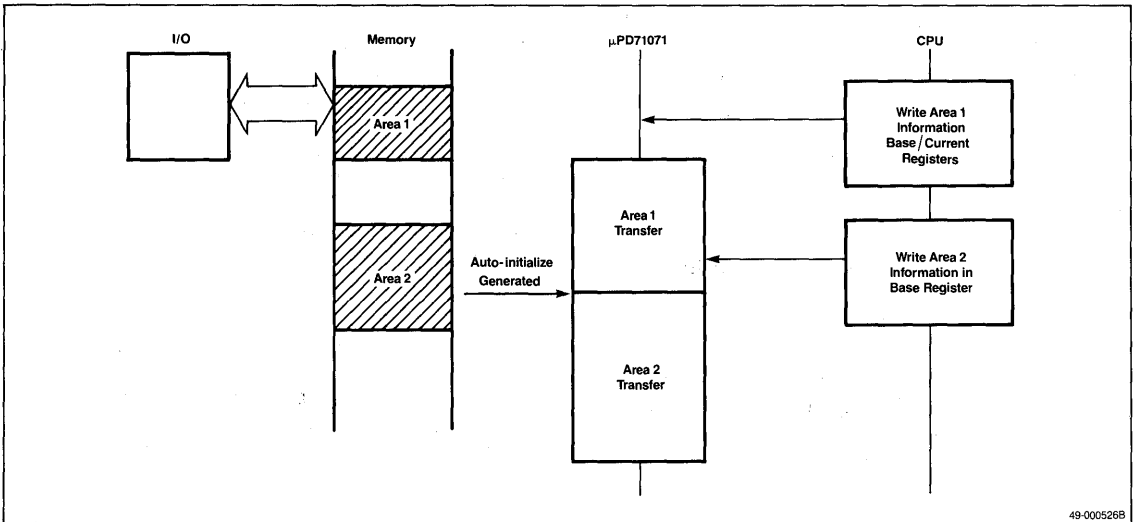 I/O
Memory
μPD71071
CPU
Area 1
Write Area 1
Information
Base/Current
Registers
Area 1
Transfer
Area 2
Auto-initialize
Generated
Write Area 2
Information in
Base Register
Area 2
Transfer
49-000526B